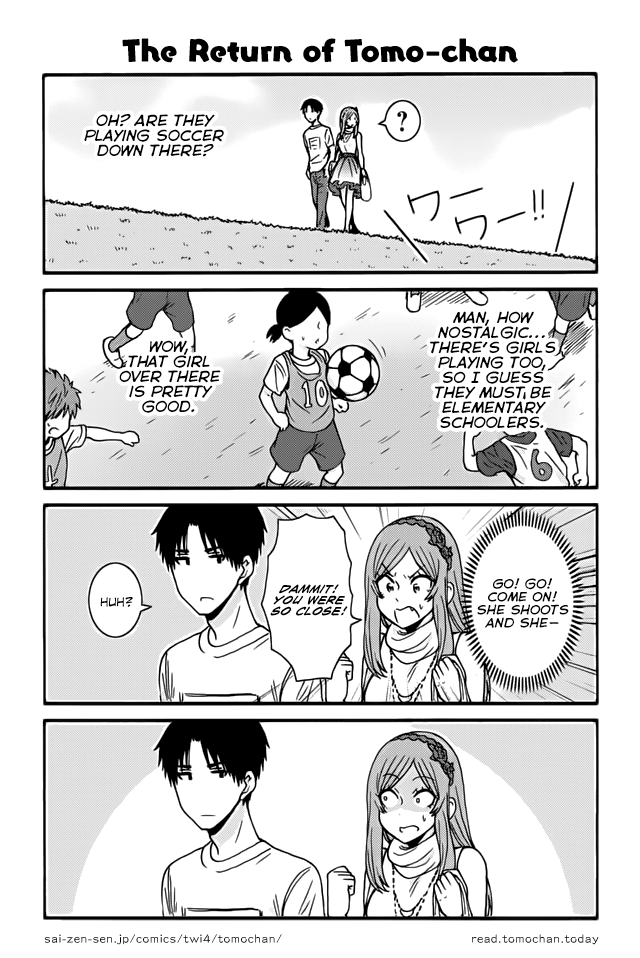 The Return of Tomo-chan
OH? ARE THEY
PLAYING SOCCER
DOWN THERE?
?
ワー
ワー!!
MAN, HOW
NOSTALGIC...
THERE'S GIRLS
PLAYING TOO,
SO I GUESS
THEY MUST BE
ELEMENTARY
SCHOOLERS.
WOW,
THAT GIRL
OVER THERE
IS PRETTY
GOOD.
10
6
GO! GO!
COME ON!
SHE SHOOTS
AND SHE—
DAMMIT!
YOU WERE
SO CLOSE!
HUH?
sai-zen-sen.jp/comics/twi4/tomochan/
read.tomochan.today